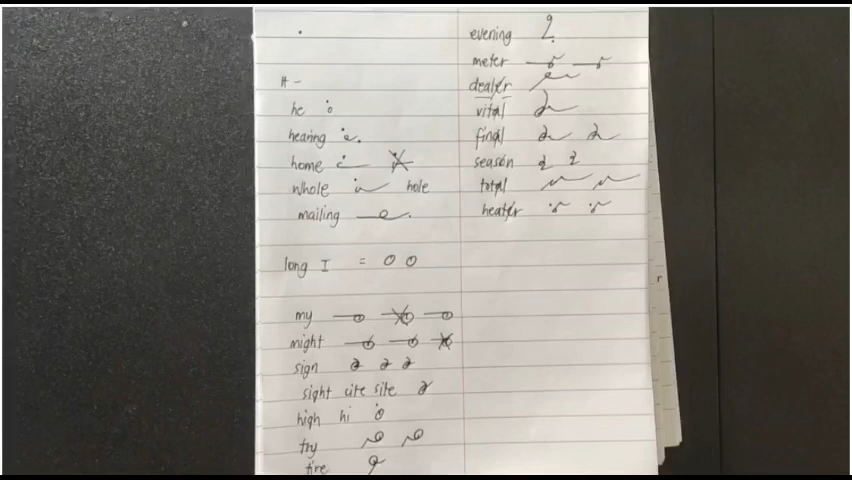 H -
he
hearing
home
whole hole
mailing
long I =
my
might
sign
sight cite site
high hi
try
tire
evening
meter
dealer
vital
final
season
total
heater